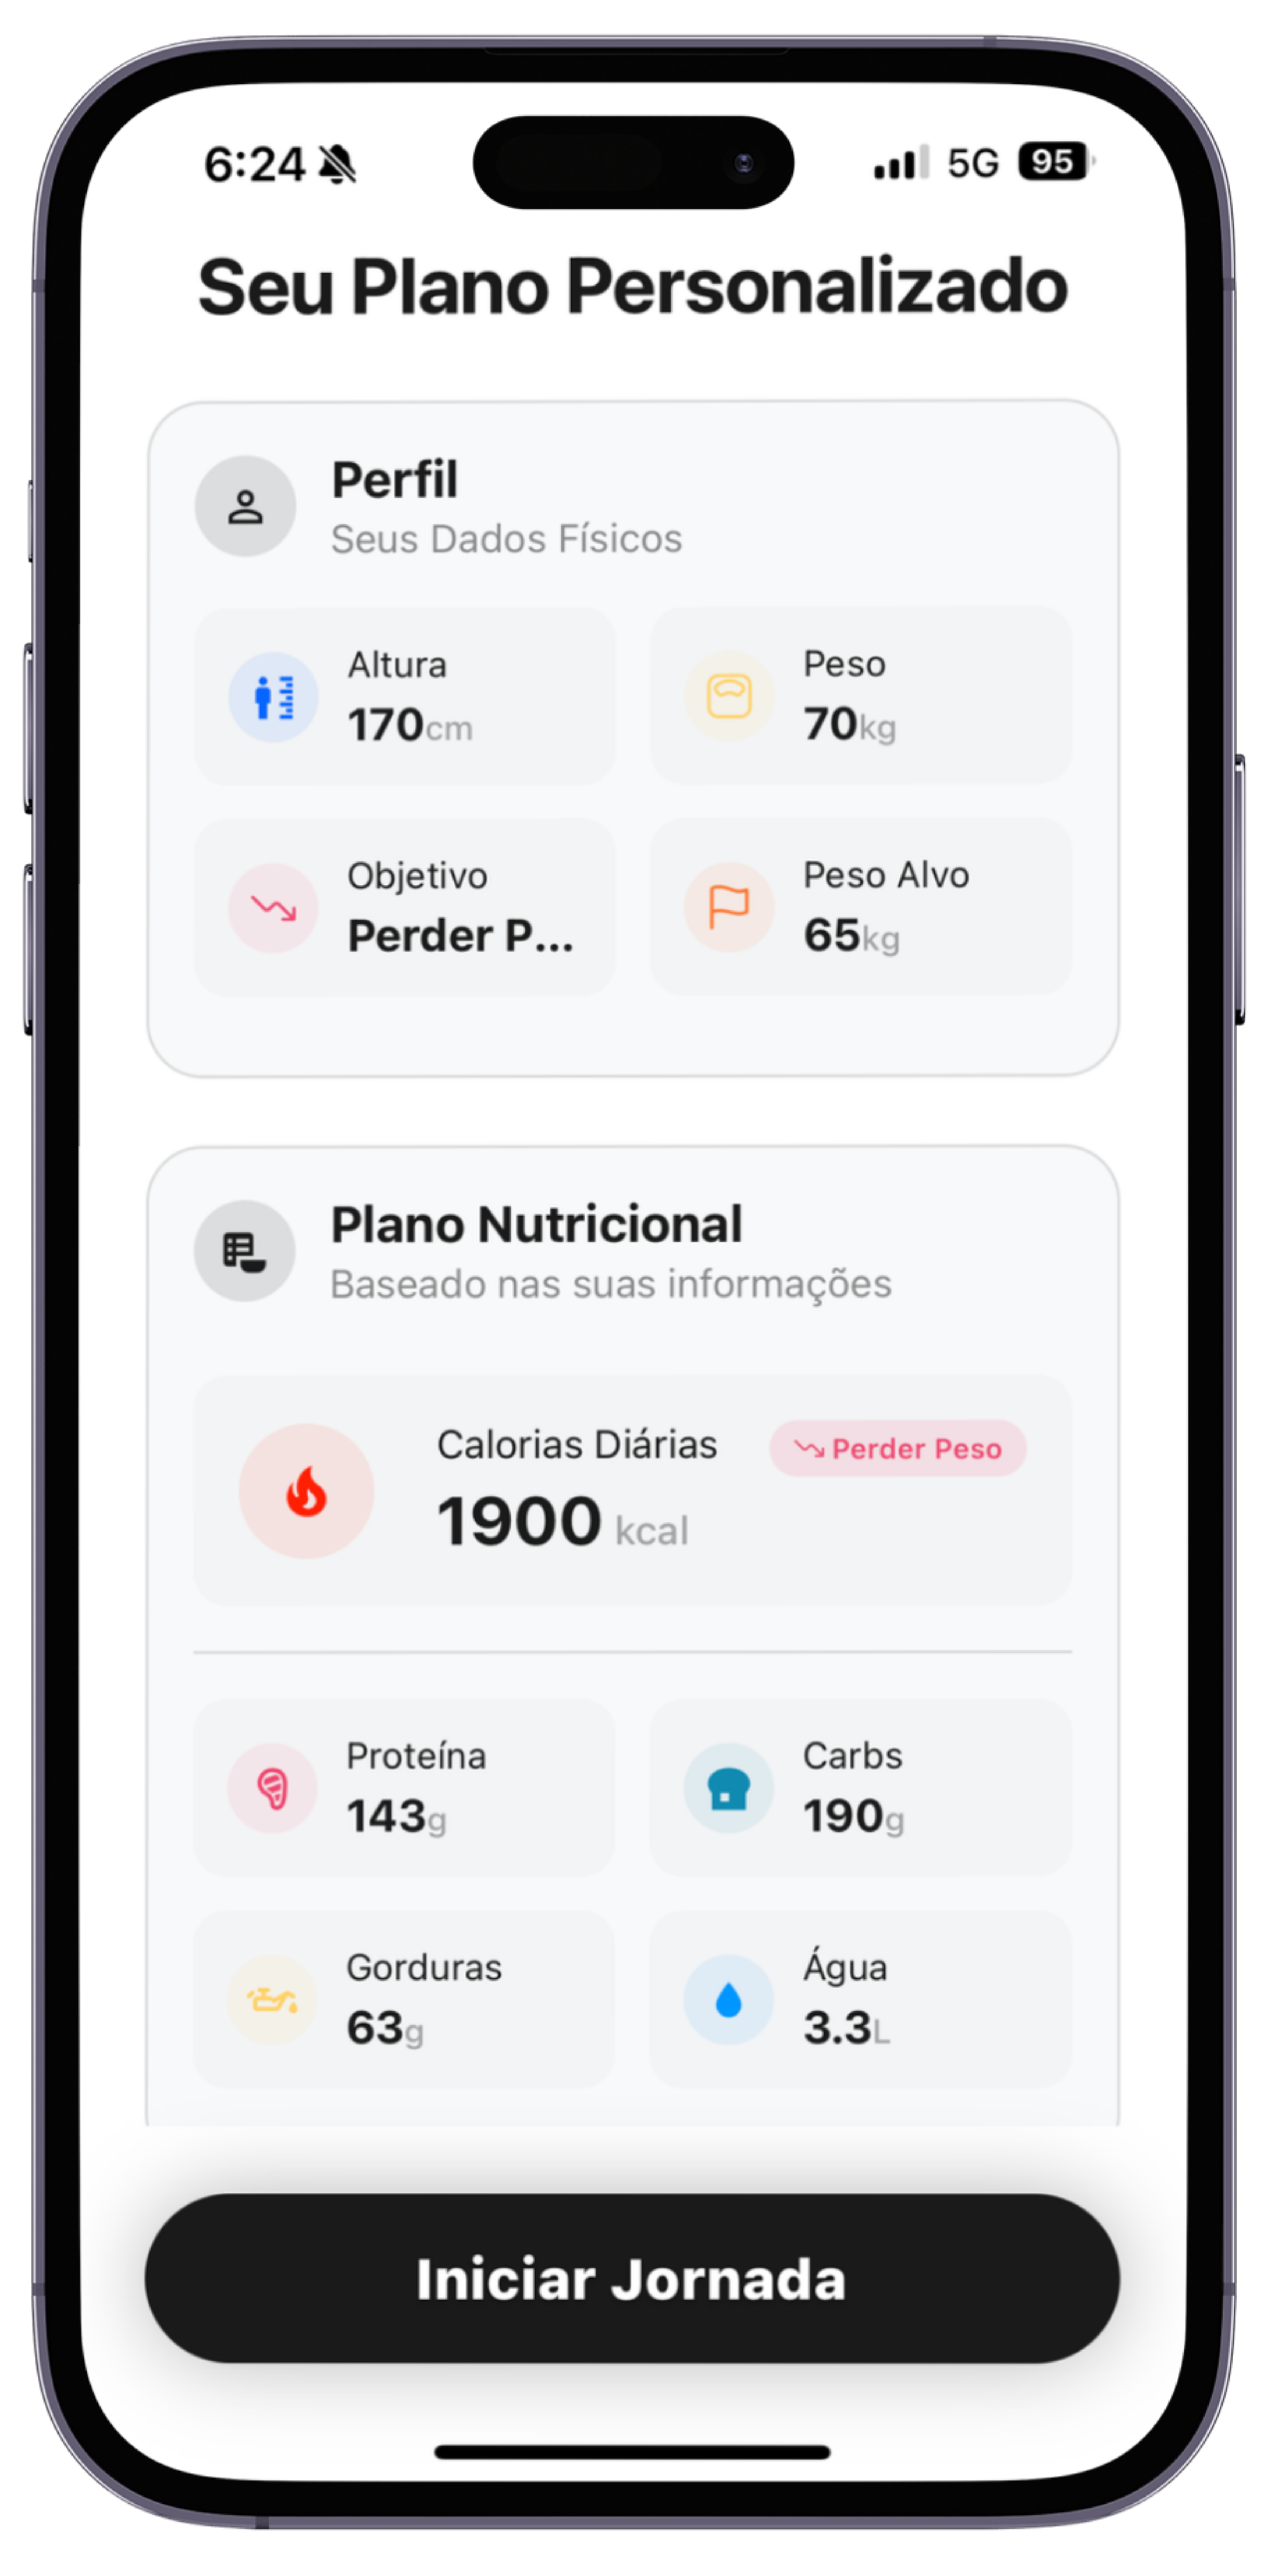 6:24 5G 95
Seu Plano Personalizado
Perfil
Seus Dados Físicos
Altura
170cm
Peso
70kg
Objetivo
Perder P...
Peso Alvo
65kg
Plano Nutricional
Baseado nas suas informações
Calorias Diárias
Perder Peso
1900 kcal
Proteína
143g
Carbs
190g
Gorduras
63g
Água
3.3L
Iniciar Jornada